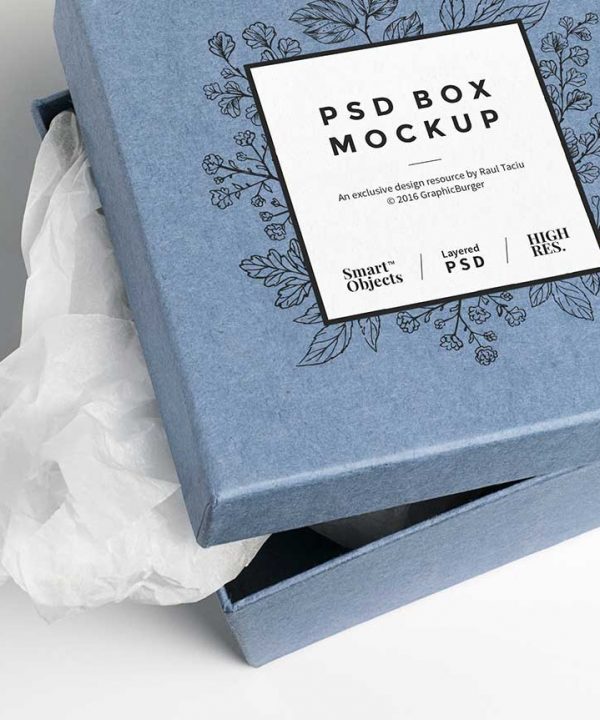 PSD BOX
MOCKUP
An exclusive design resource by Raul Taciu
© 2016 GraphicBurger
Smart™
Objects
Layered
PSD
HIGH
RES.